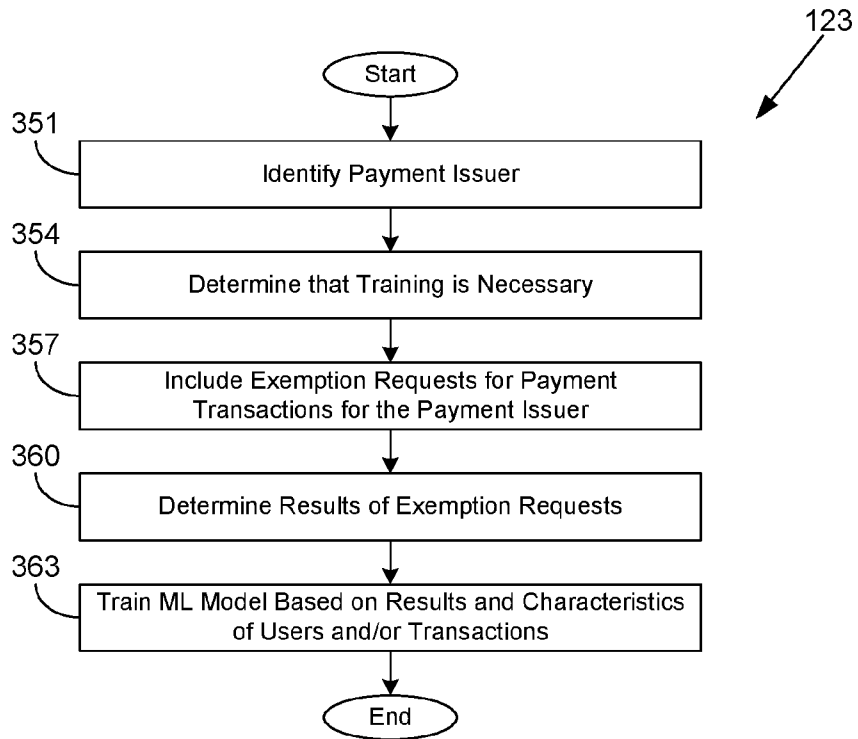 123
Start
351
Identify Payment Issuer
354
Determine that Training is Necessary
357
Include Exemption Requests for Payment
Transactions for the Payment Issuer
360
Determine Results of Exemption Requests
363
Train ML Model Based on Results and Characteristics
of Users and/or Transactions
End